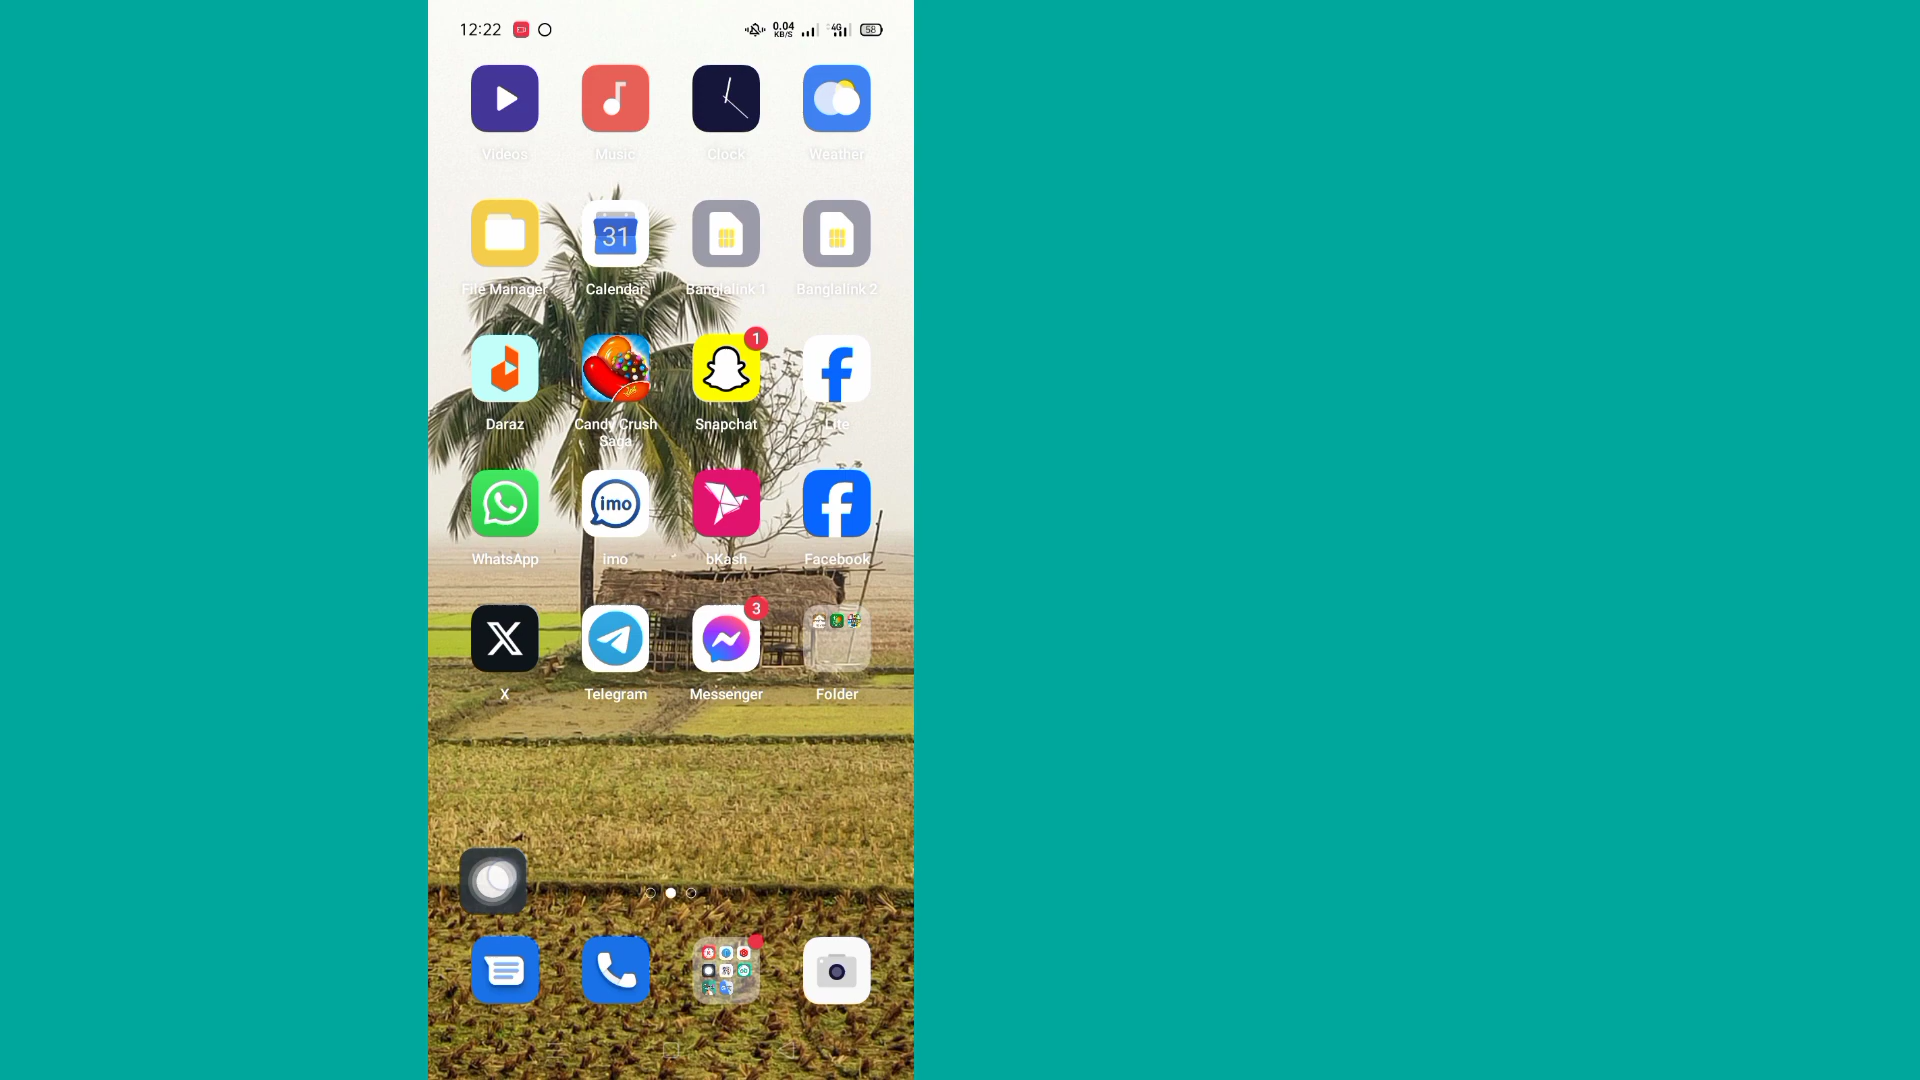 12:22
0.04
KB/S
4G
58
Videos
Music
Clock
Weather
31
File Manager
Calendar
Banglalink 1
Banglalink 2
1
Daraz
Candy Crush
Saga
Snapchat
Lite
imo
WhatsApp
imo
bKash
Facebook
3
X
Telegram
Messenger
Folder